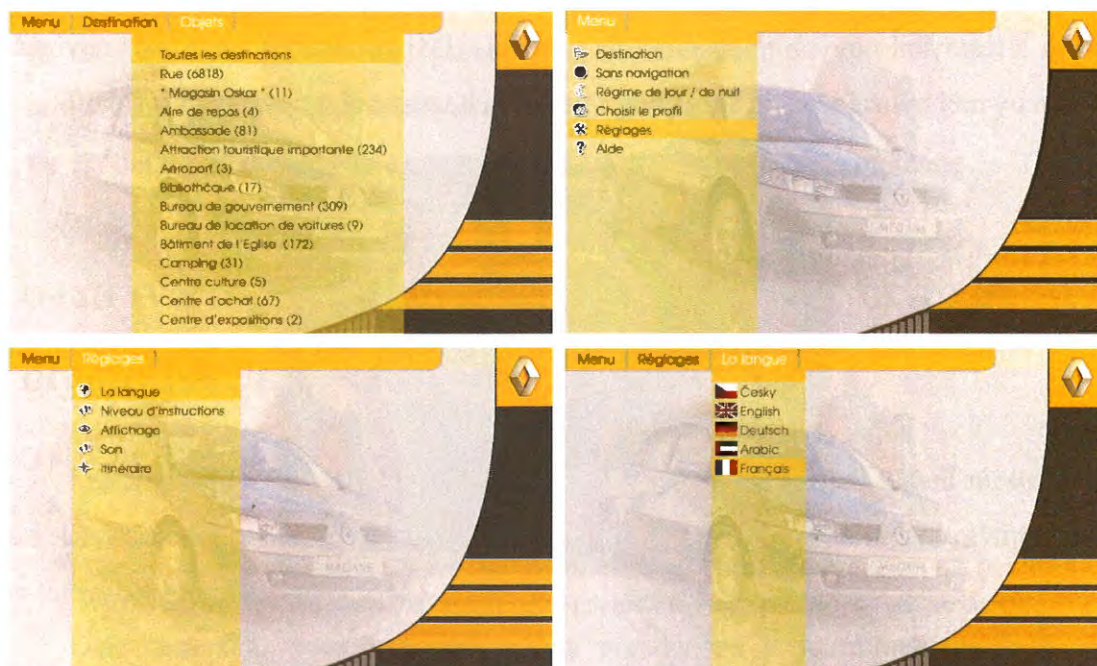 Menu Destination Objets
Toutes les destinations
Rue (6818)
" Magasin Oskar " (11)
Aire de repos (4)
Ambassade (81)
Attraction touristique importante (234)
Aéroport (3)
Bibliothèque (17)
Bureau de gouvernement (309)
Bureau de location de voitures (9)
Bâtiment de l'Eglise (172)
Camping (31)
Centre culture (5)
Centre d'achat (67)
Centre d'expositions (2)
Menu
Destination
Sans navigation
Régime de jour / de nuit
Choisir le profil
Réglages
Aide
MEGANE
Menu Réglages
La langue
Niveau d'instructions
Affichage
Son
Itinéraire
MEGANE
Menu Réglages La langue
Česky
English
Deutsch
Arabic
Français
MEGANE